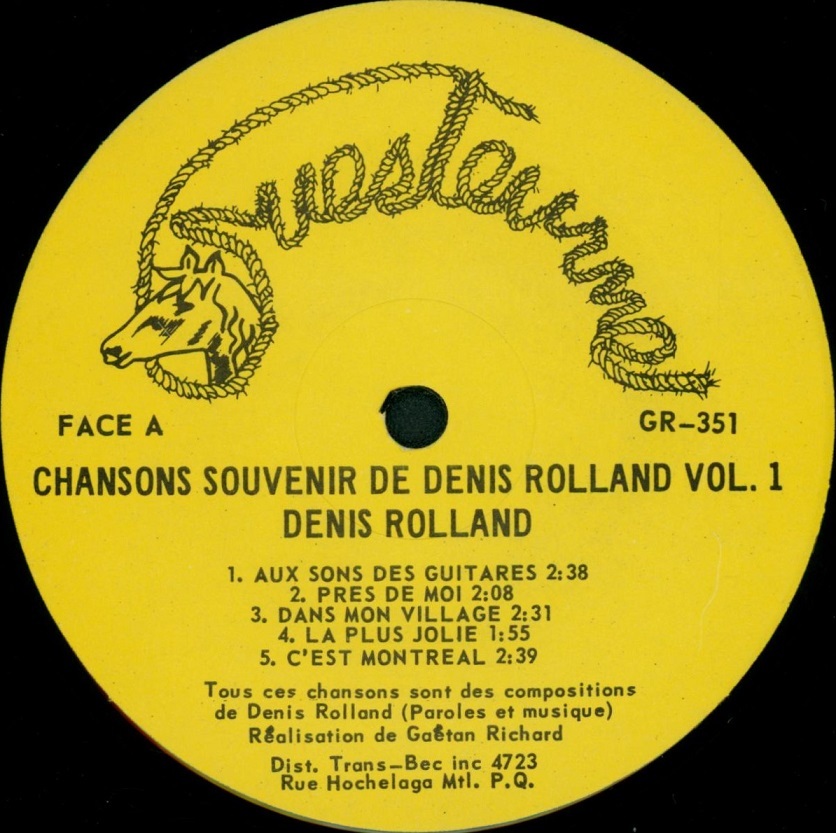 OuesTeurne
FACE A
GR–351
CHANSONS SOUVENIR DE DENIS ROLLAND VOL. 1
DENIS ROLLAND
1. AUX SONS DES GUITARES 2:38
2. PRES DE MOI 2:08
3. DANS MON VILLAGE 2:31
4. LA PLUS JOLIE 1:55
5. C'EST MONTREAL 2:39
Tous ces chansons sont des compositions
de Denis Rolland (Paroles et musique)
Réalisation de Gaëtan Richard
Dist. Trans–Bec inc 4723
Rue Hochelaga Mtl. P.Q.